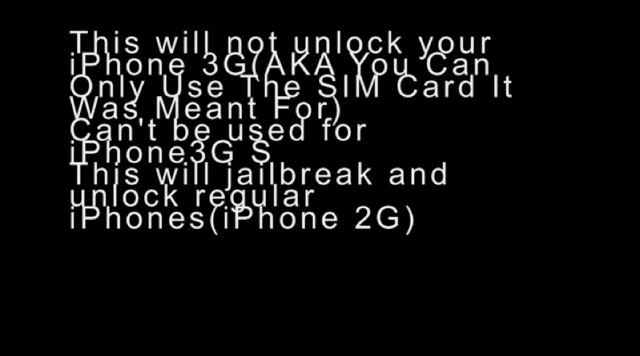 This will not unlock your
iPhone 3G(AKA You Can
Only Use The SIM Card It
Was Meant For)
Can't be used for
iPhone3G S
This will jailbreak and
unlock regular
iPhones(iPhone 2G)